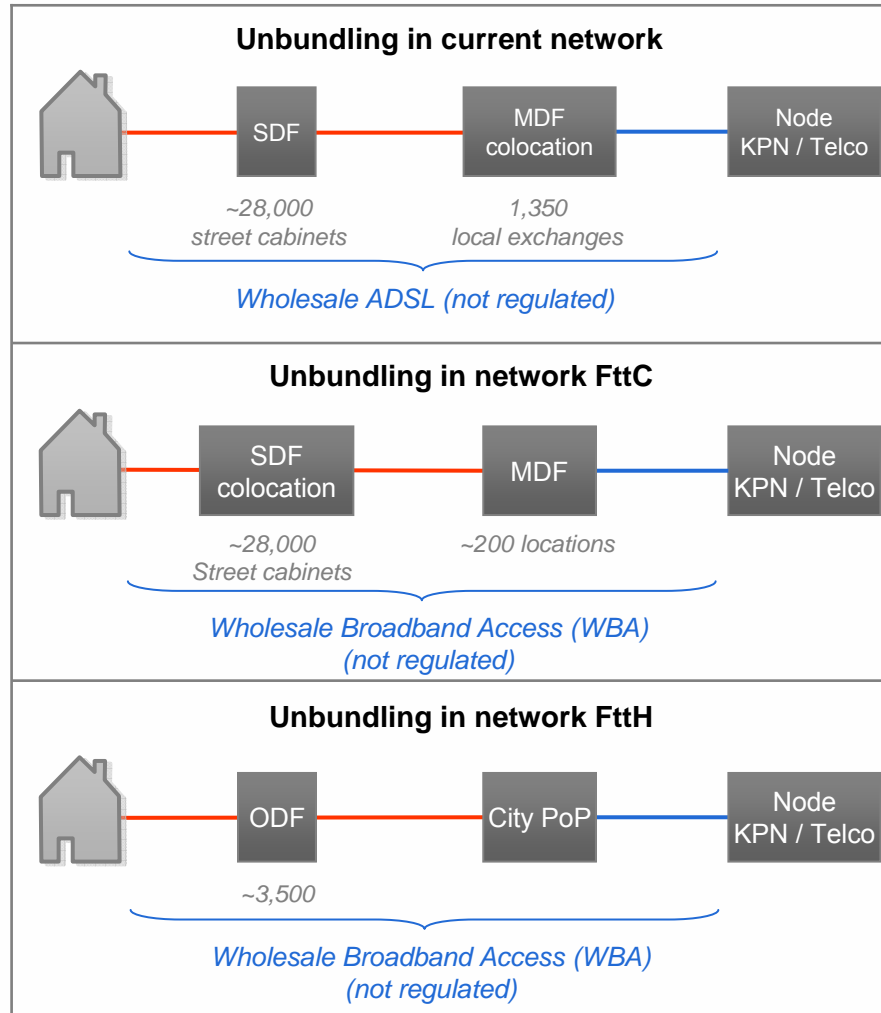 Unbundling in current network
SDF
MDF
colocation
Node
KPN / Telco
~28,000
street cabinets
1,350
local exchanges
Wholesale ADSL (not regulated)
Unbundling in network FttC
SDF
colocation
MDF
Node
KPN / Telco
~28,000
Street cabinets
~200 locations
Wholesale Broadband Access (WBA)
(not regulated)
Unbundling in network FttH
ODF
City PoP
Node
KPN / Telco
~3,500
Wholesale Broadband Access (WBA)
(not regulated)